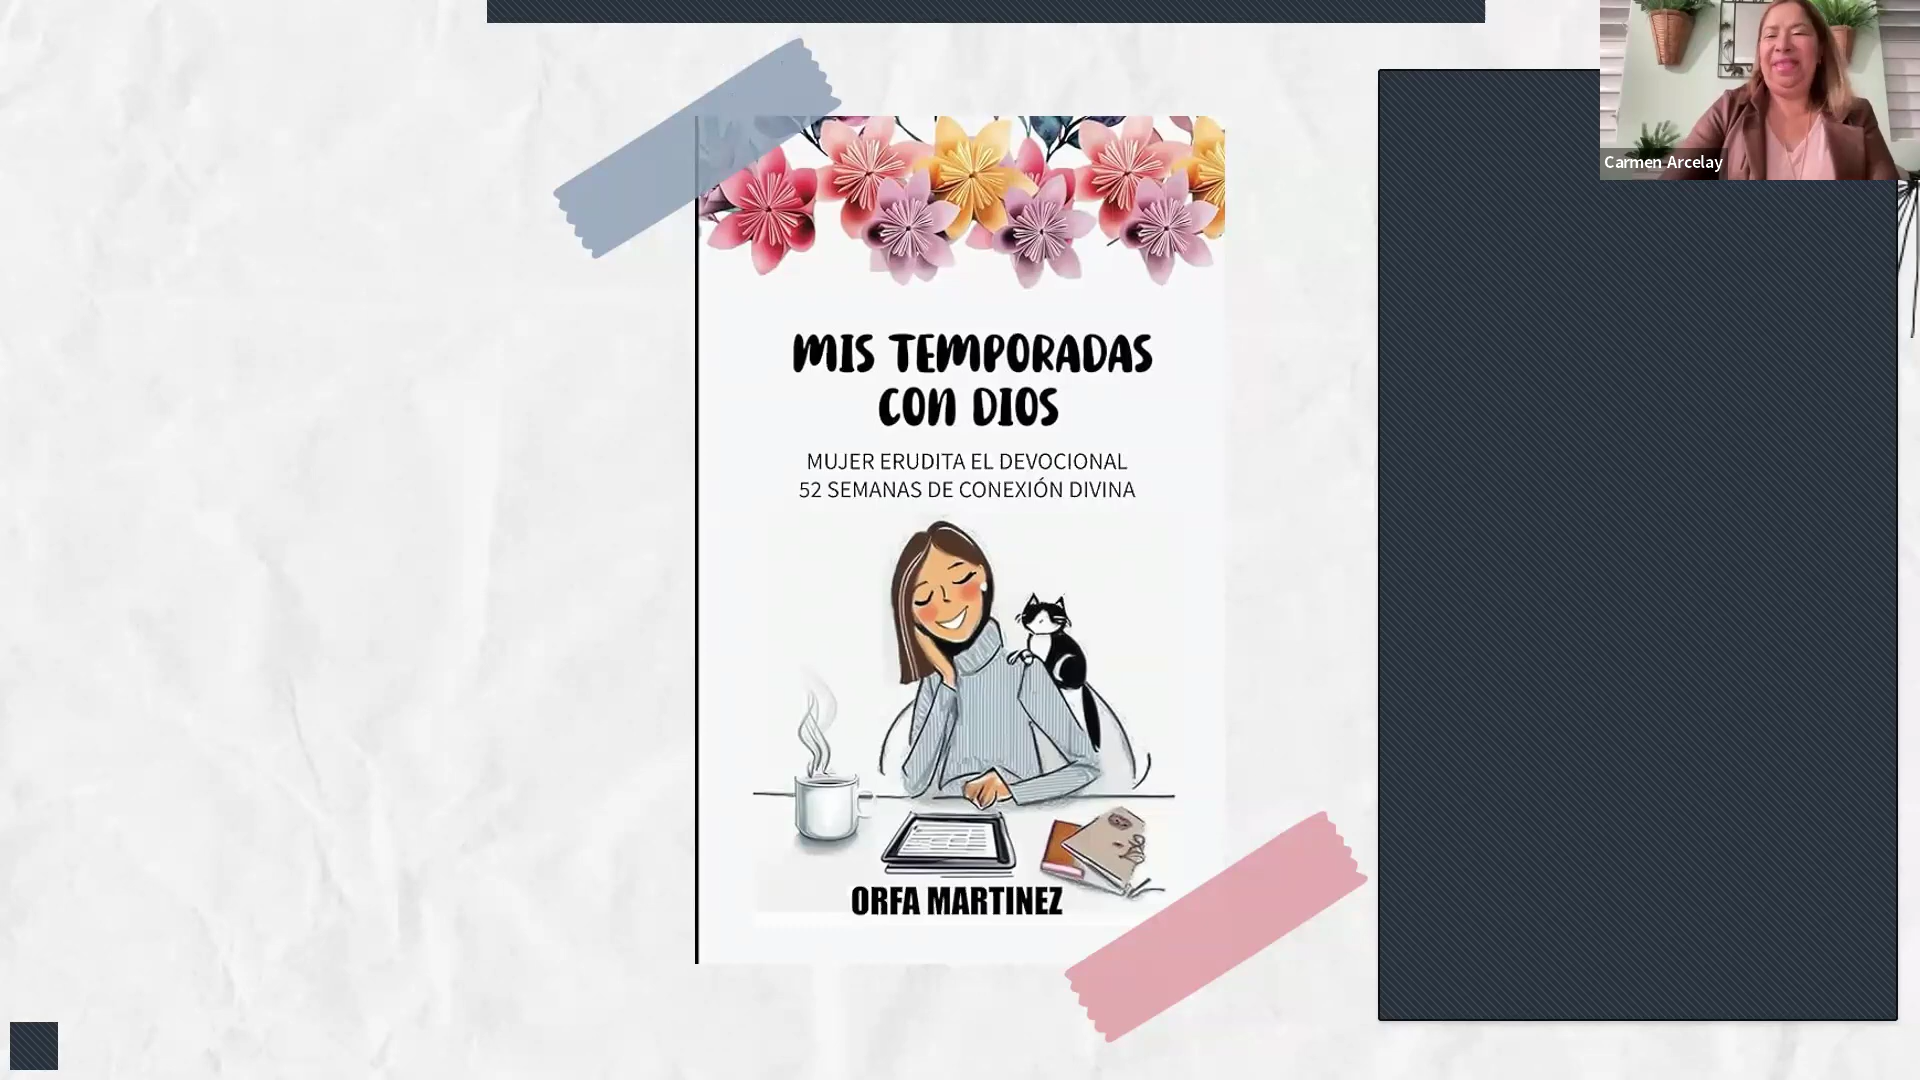 Carmen Arcelay
MIS TEMPORADAS
CON DIOS
MUJER ERUDITA EL DEVOCIONAL
52 SEMANAS DE CONEXIÓN DIVINA
ORFA MARTINEZ